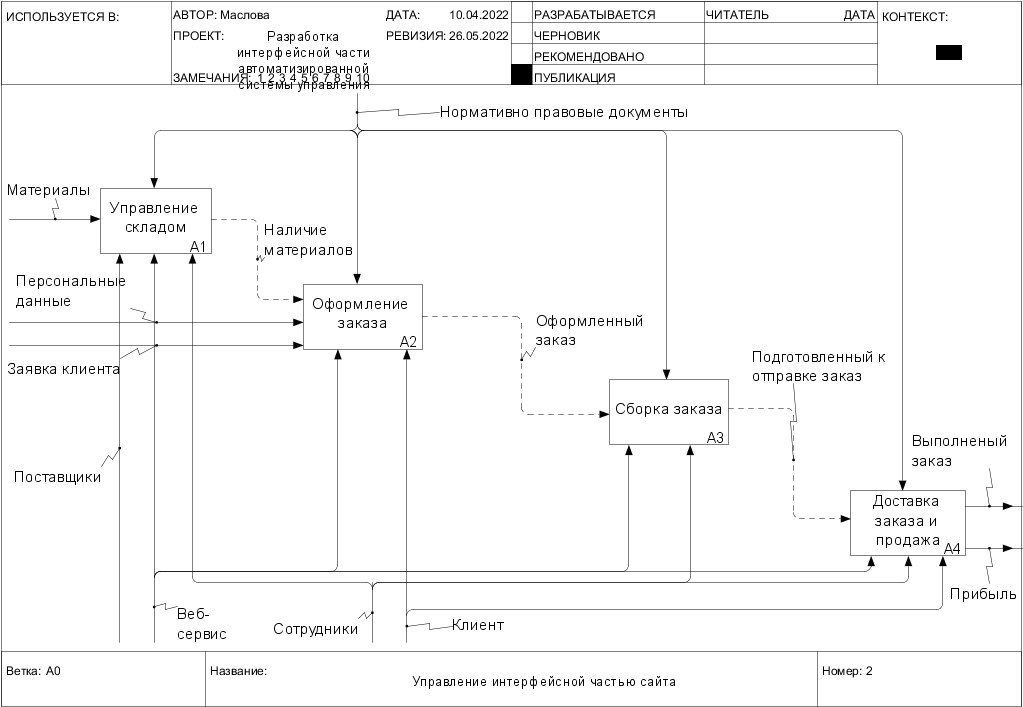 ИСПОЛЬЗУЕТСЯ В:
АВТОР: Маслова
ДАТА: 10.04.2022
РАЗРАБАТЫВАЕТСЯ
ЧИТАТЕЛЬ
ДАТА
КОНТЕКСТ:
ПРОЕКТ: Разработка
интерфейсной части
автоматизированной
системы управления
РЕВИЗИЯ: 26.05.2022
ЧЕРНОВИК
РЕКОМЕНДОВАНО
ЗАМЕЧАНИЯ: 1 2 3 4 5 6 7 8 9 10
ПУБЛИКАЦИЯ
Нормативно правовые документы
Материалы
Управление
складом
A1
Наличие
материалов
Персональные
данные
Оформление
заказа
A2
Заявка клиента
Оформленный
заказ
Подготовленный к
отправке заказ
Сборка заказа
A3
Поставщики
Выполненый
заказ
Доставка
заказа и
продажа
A4
Прибыль
Веб-
сервис
Сотрудники
Клиент
Ветка: A0
Название:
Управление интерфейсной частью сайта
Номер: 2